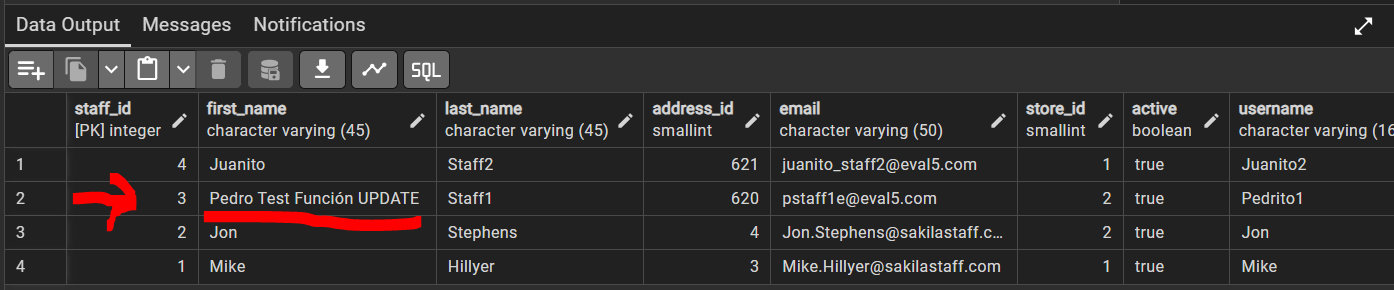 Data Output Messages Notifications
SQL
staff_id first_name last_name address_id email store_id active username
[PK] integer character varying (45) character varying (45) smallint character varying (50) smallint boolean character varying (16
1 4 Juanito Staff2 621 juanito_staff2@eval5.com 1 true Juanito2
2 3 Pedro Test Función UPDATE Staff1 620 pstaff1e@eval5.com 2 true Pedrito1
3 2 Jon Stephens 4 Jon.Stephens@sakilastaff.c... 2 true Jon
4 1 Mike Hillyer 3 Mike.Hillyer@sakilastaff.com 1 true Mike